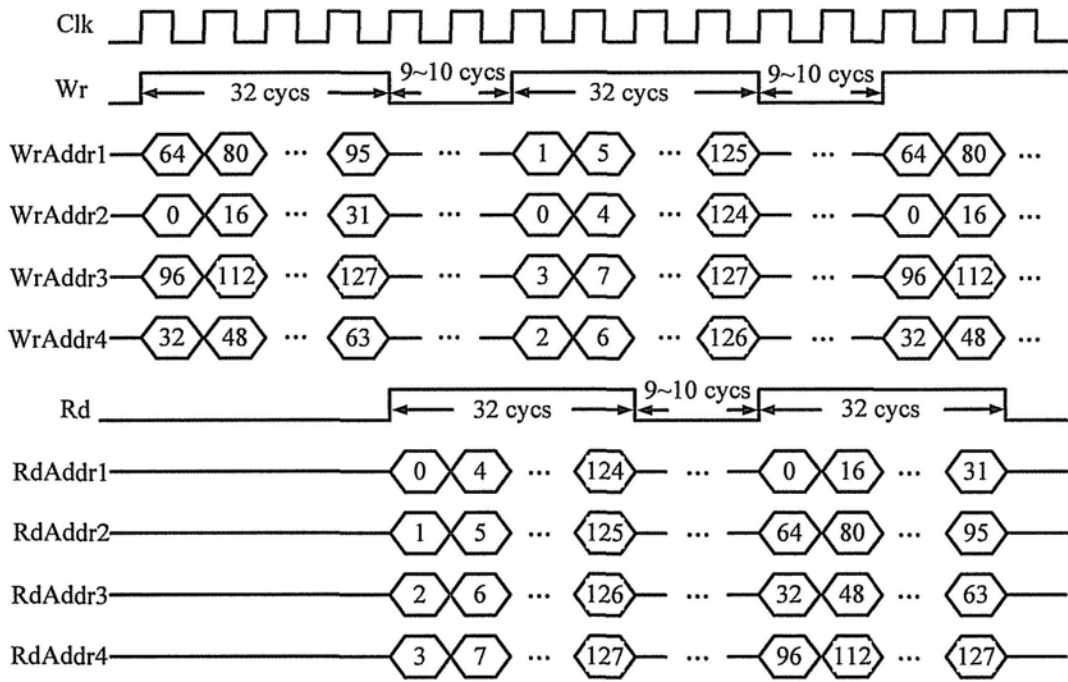 Clk
Wr 32 cycs 9~10 cycs 32 cycs 9~10 cycs
WrAddr1 64 80 ... 95 ... 1 5 ... 125 ... 64 80 ...
WrAddr2 0 16 ... 31 ... 0 4 ... 124 ... 0 16 ...
WrAddr3 96 112 ... 127 ... 3 7 ... 127 ... 96 112 ...
WrAddr4 32 48 ... 63 ... 2 6 ... 126 ... 32 48 ...
Rd 32 cycs 9~10 cycs 32 cycs
RdAddr1 0 4 ... 124 ... 0 16 ... 31
RdAddr2 1 5 ... 125 ... 64 80 ... 95
RdAddr3 2 6 ... 126 ... 32 48 ... 63
RdAddr4 3 7 ... 127 ... 96 112 ... 127